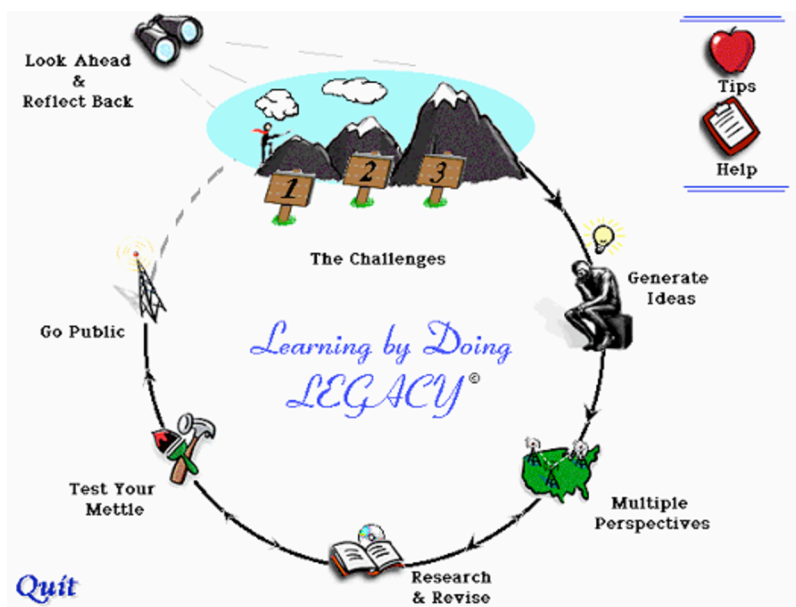 Look Ahead
&
Reflect Back
Tips
Help
1
2
3
The Challenges
Generate
Ideas
Go Public
Learning by Doing
LEGACY©
Test Your
Mettle
Multiple
Perspectives
Research
& Revise
Quit